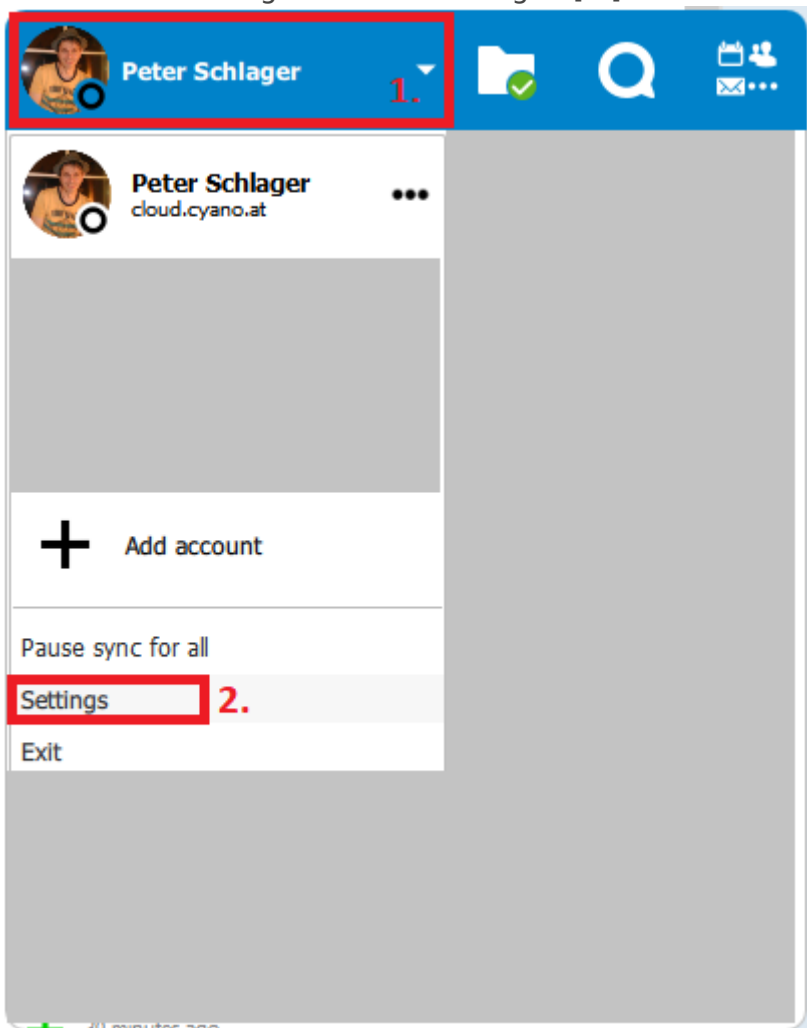 Peter Schlager
1.
Peter Schlager
cloud.cyano.at
Add account
Pause sync for all
Settings
2.
Exit